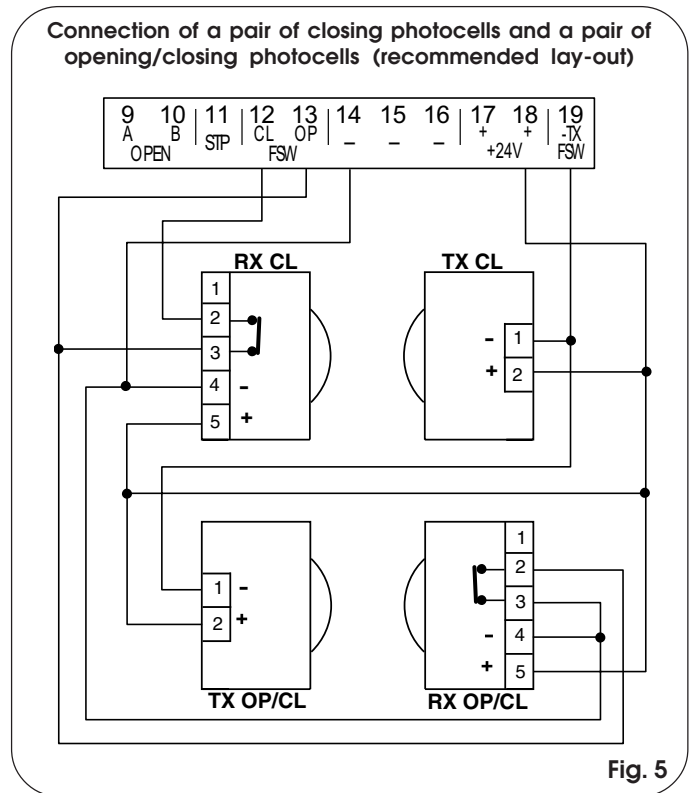 Connection of a pair of closing photocells and a pair of
opening/closing photocells (recommended lay-out)
9 10 11 12 13 14 15 16 17 18 19
A B STP CL OP – – – + + -TX
OPEN FSW +24V FSW
RX CL
1
2
3
4 -
5 +
TX CL
- 1
+ 2
1 -
2 +
TX OP/CL
1
2
3
- 4
+ 5
RX OP/CL
Fig. 5